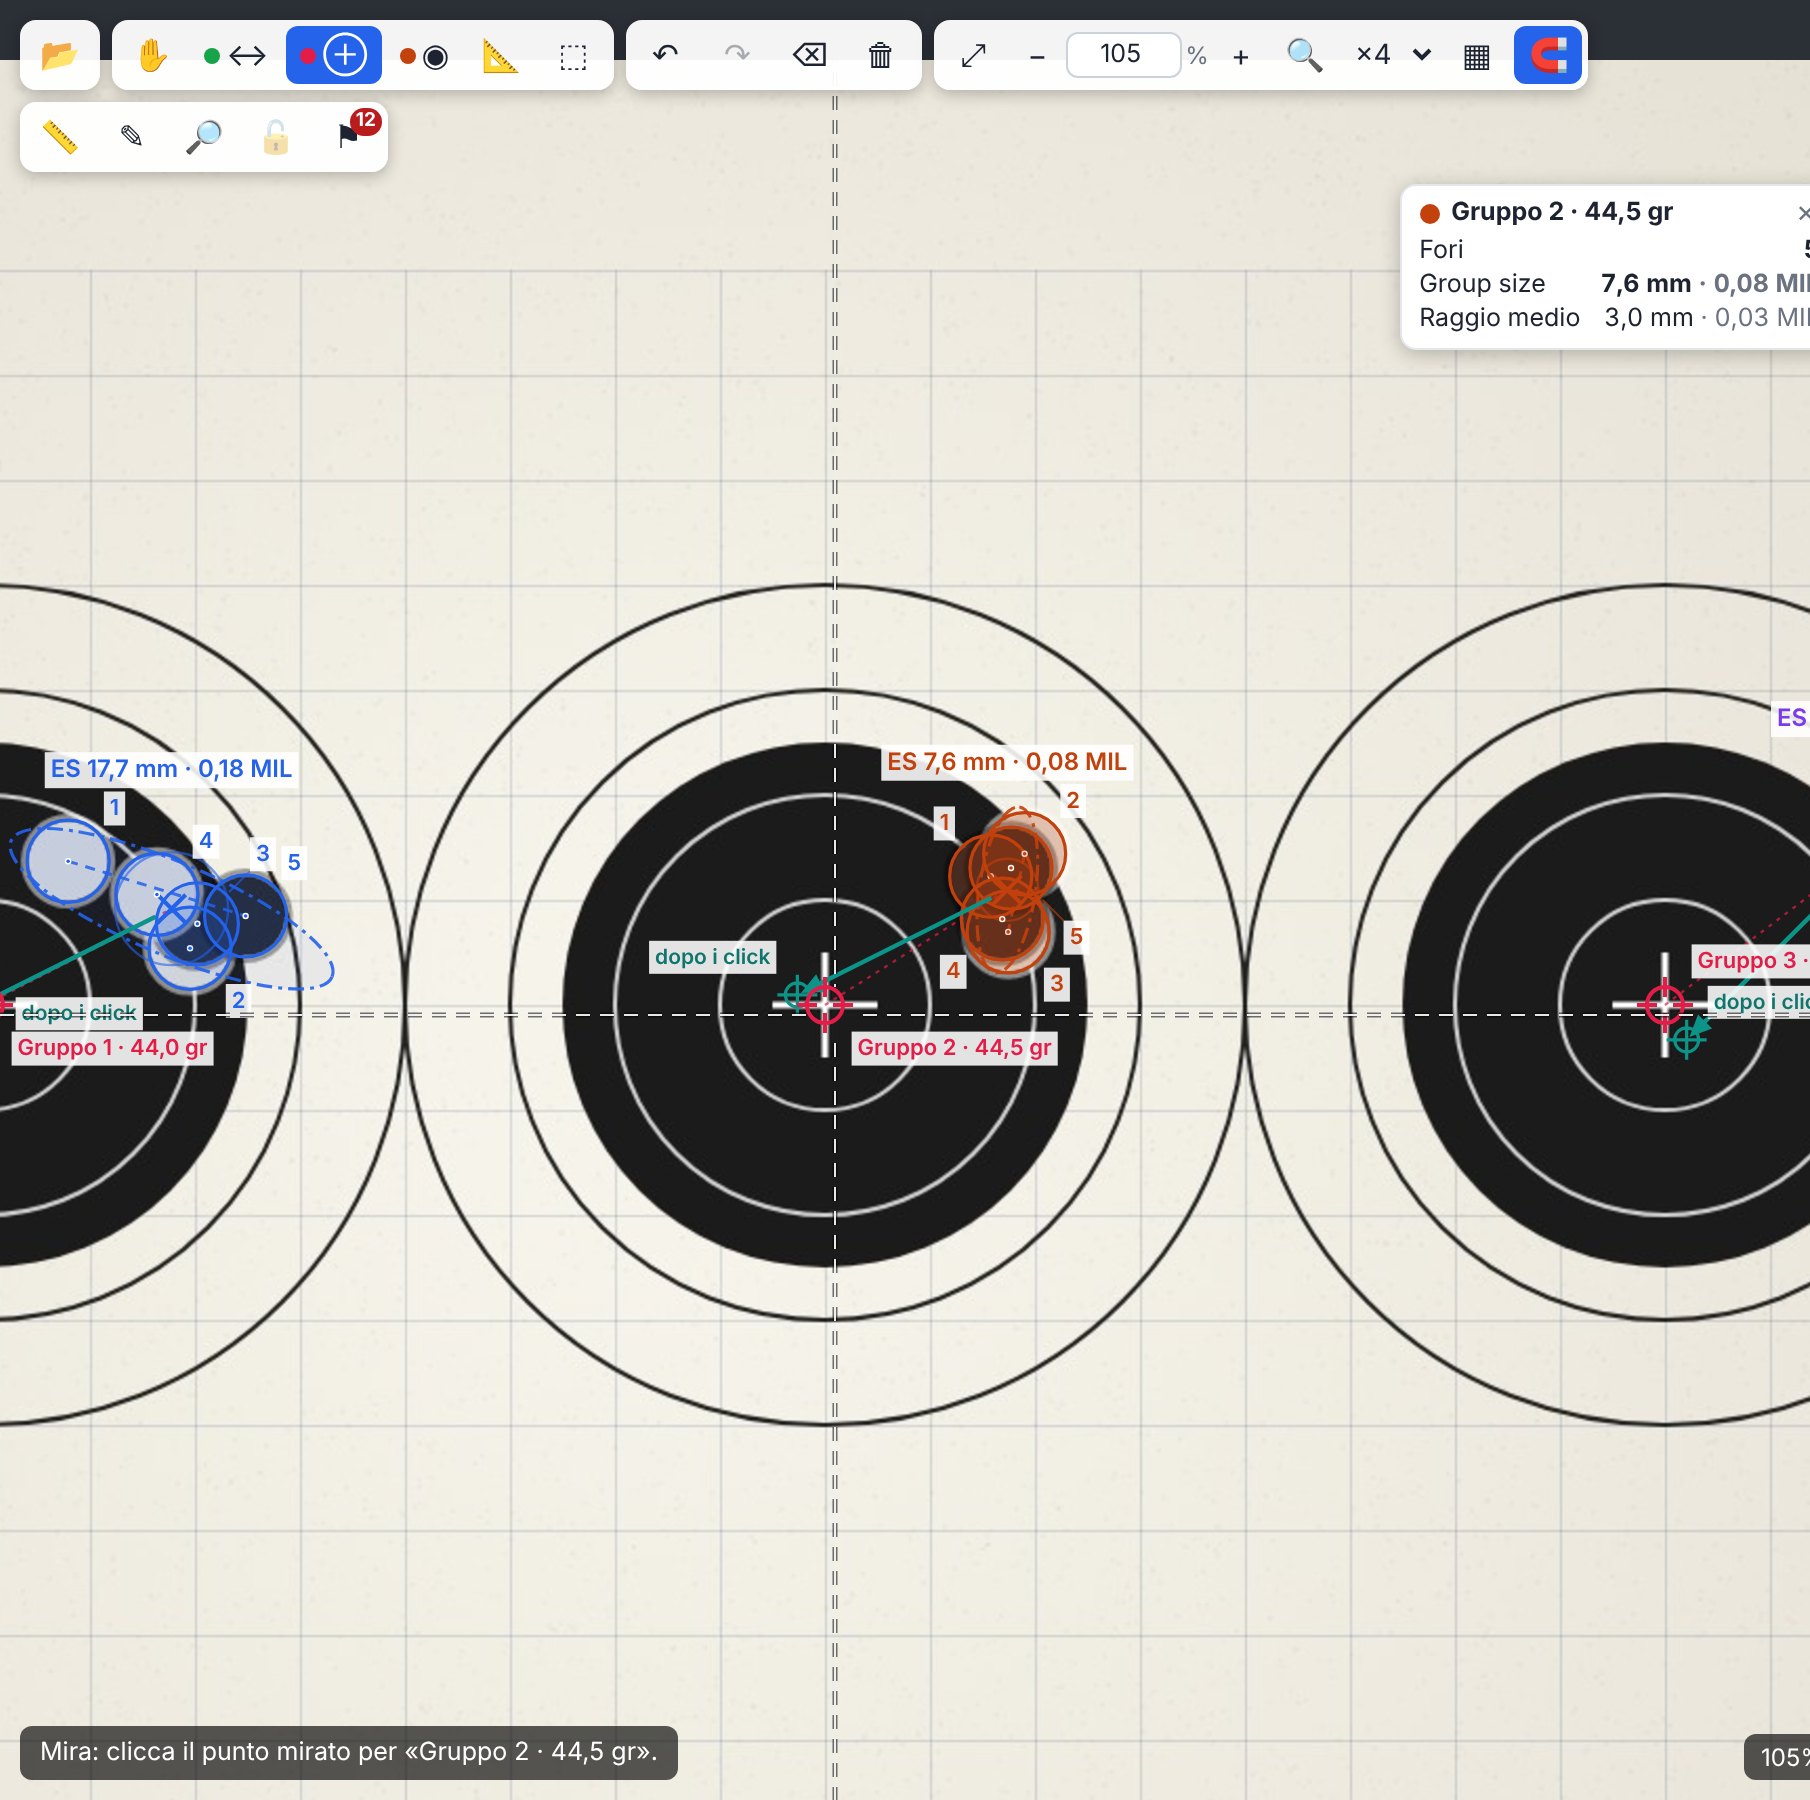 105 %
×4
12
Gruppo 2 · 44,5 gr ×
Fori
Group size 7,6 mm · 0,08
Raggio medio 3,0 mm · 0,03
ES
ES 17,7 mm · 0,18 MIL
ES 7,6 mm · 0,08 MIL
1
4
3
5
2
1
2
5
4
3
dopo i click
dopo i click
Gruppo 1 · 44,0 gr
Gruppo 2 · 44,5 gr
Gruppo 3 ·
dopo i
Mira: clicca il punto mirato per «Gruppo 2 · 44,5 gr».
105%